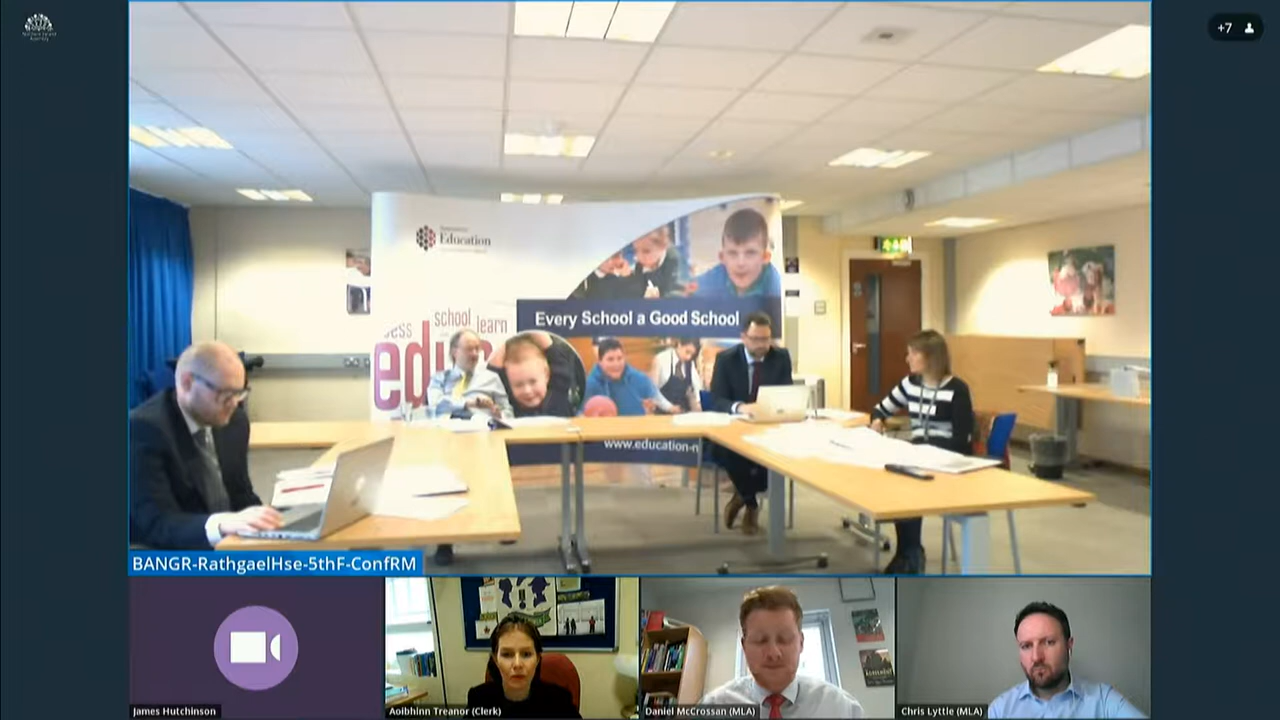 +7
Education
Every School a Good School
school
learn
www.education-n
BANGR-RathgaelHse-5thF-ConfRM
James Hutchinson
Aoibhinn Treanor (Clerk)
Daniel McCrossan (MLA)
Chris Lyttle (MLA)